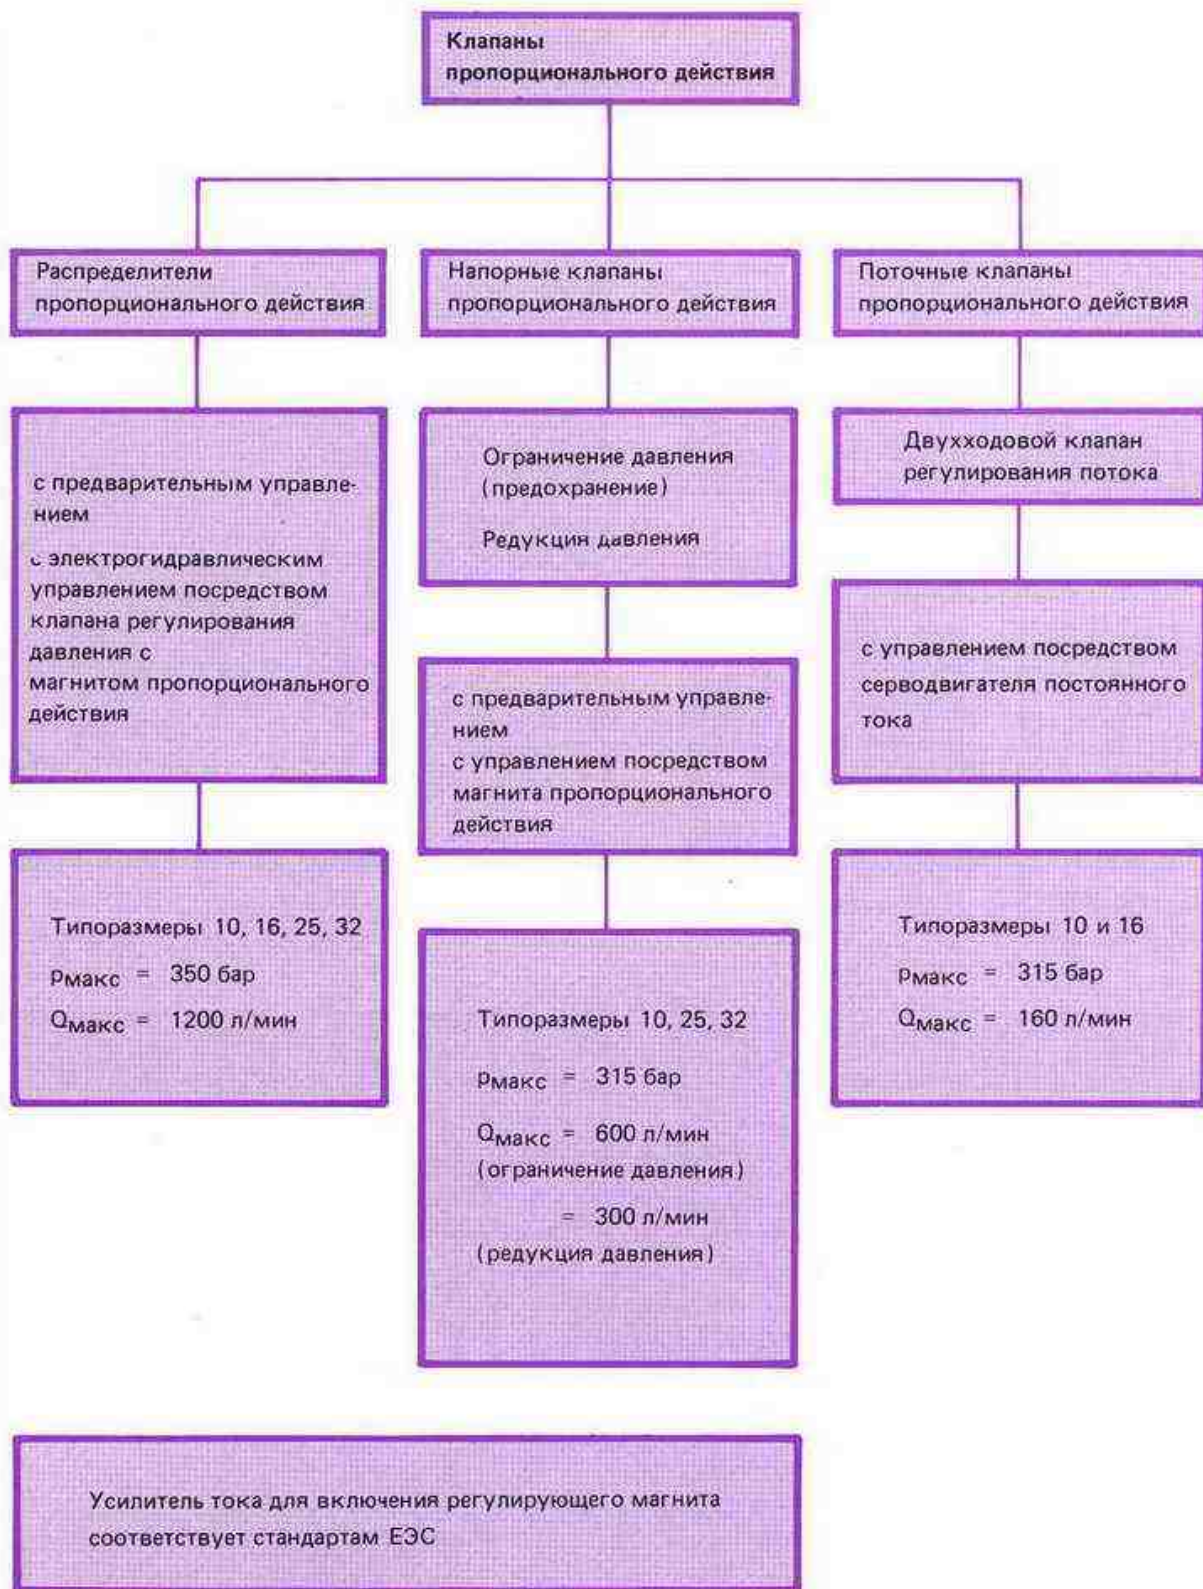 Клапаны
пропорционального действия
Распределители
пропорционального действия
Напорные клапаны
пропорционального действия
Поточные клапаны
пропорционального действия
с предварительным управле-
нием
с электрогидравлическим
управлением посредством
клапана регулирования
давления с
магнитом пропорционального
действия
Ограничение давления
(предохранение)
Редукция давления
Двухходовой клапан
регулирования потока
с предварительным управле-
нием
с управлением посредством
магнита пропорционального
действия
с управлением посредством
серводвигателя постоянного
тока
Типоразмеры 10, 16, 25, 32
pмакс = 350 бар
Qмакс = 1200 л/мин
Типоразмеры 10, 25, 32
pмакс = 315 бар
Qмакс = 600 л/мин
(ограничение давления)
= 300 л/мин
(редукция давления)
Типоразмеры 10 и 16
pмакс = 315 бар
Qмакс = 160 л/мин
Усилитель тока для включения регулирующего магнита
соответствует стандартам ЕЭС